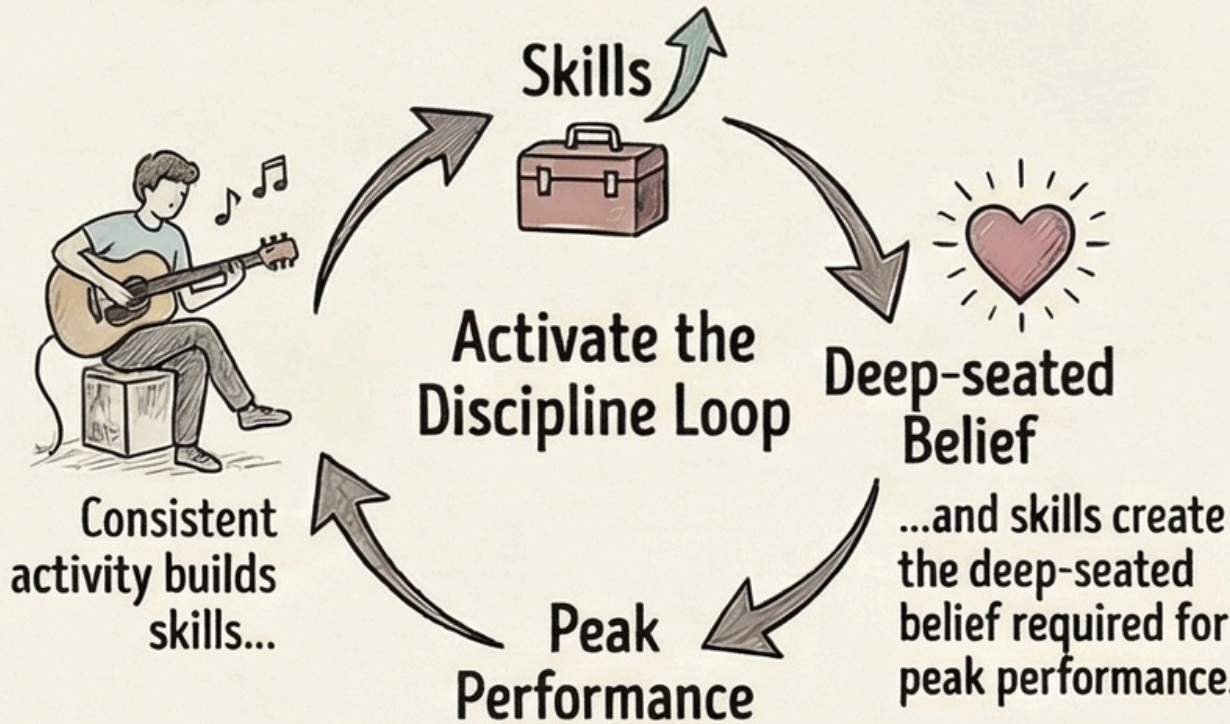 Skills
Activate the
Discipline Loop
Deep-seated
Belief
Consistent
activity builds
skills...
...and skills create
the deep-seated
belief required for
peak performance.
Peak
Performance